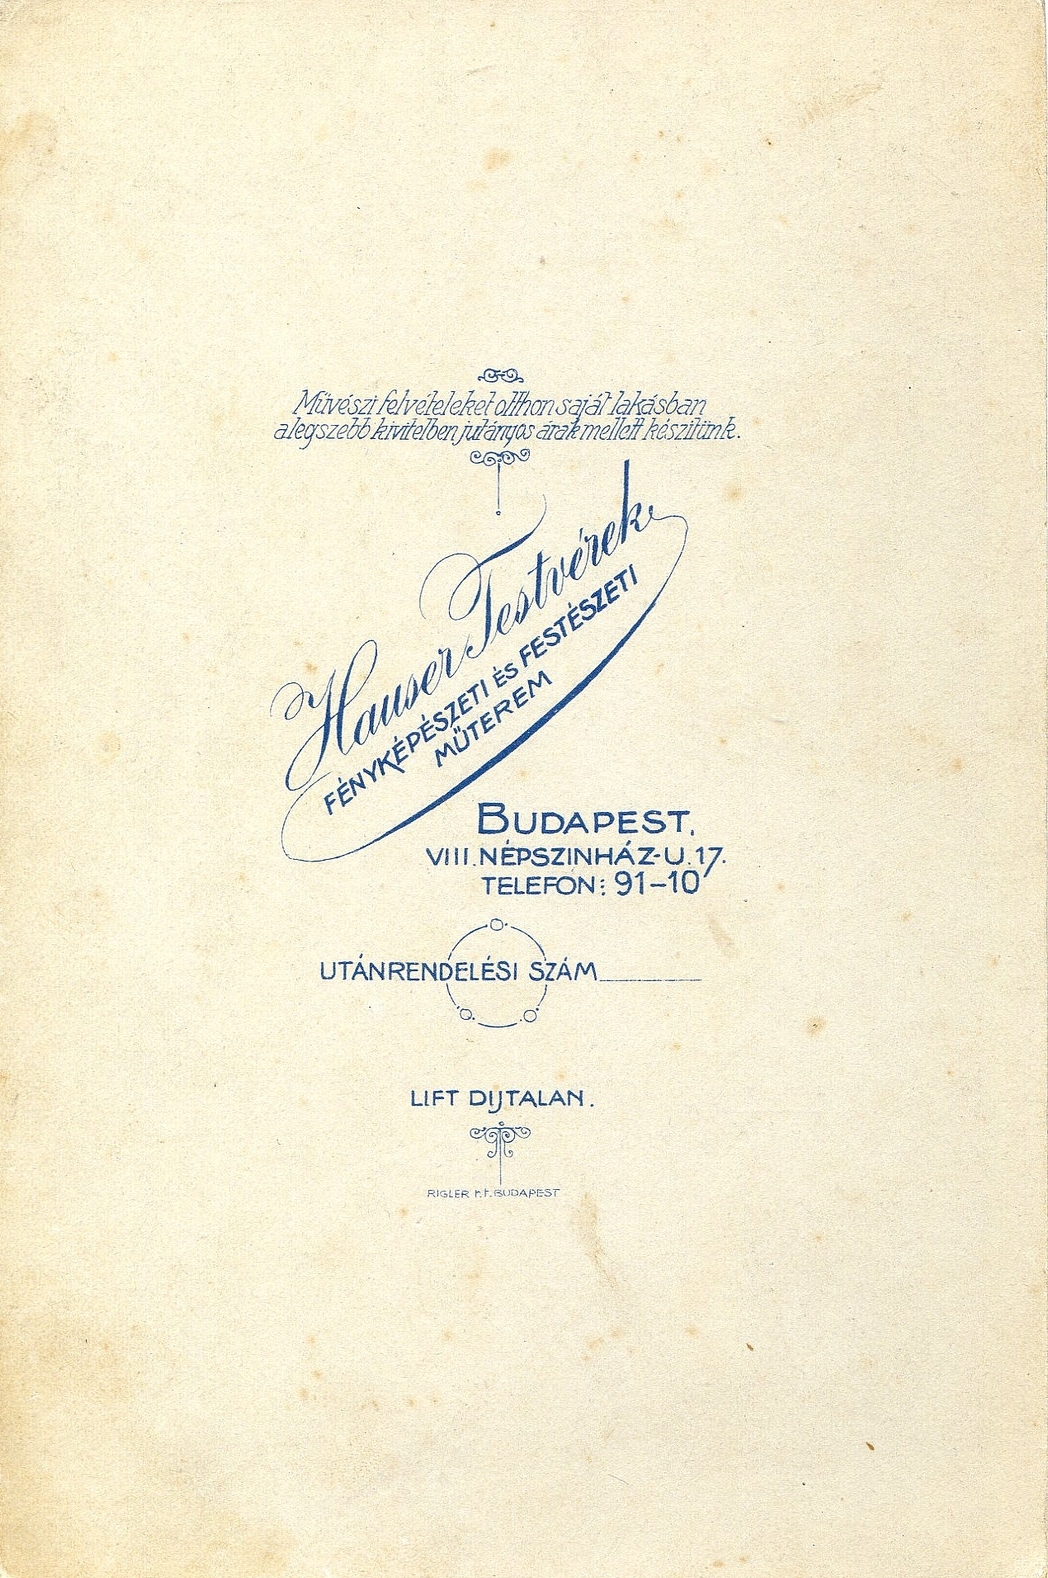 Művészi felvételeket otthon saját lakásban
a legszebb kivitelben jutányos árak mellett készítünk.
Hauser Testvérek
FÉNYKÉPÉSZETI ÉS FESTÉSZETI
MŰTEREM
BUDAPEST,
VIII. NÉPSZINHÁZ-U. 17.
TELEFON: 91–10
UTÁNRENDELÉSI SZÁM
LIFT DIJTALAN.
RIGLER r.t. BUDAPEST